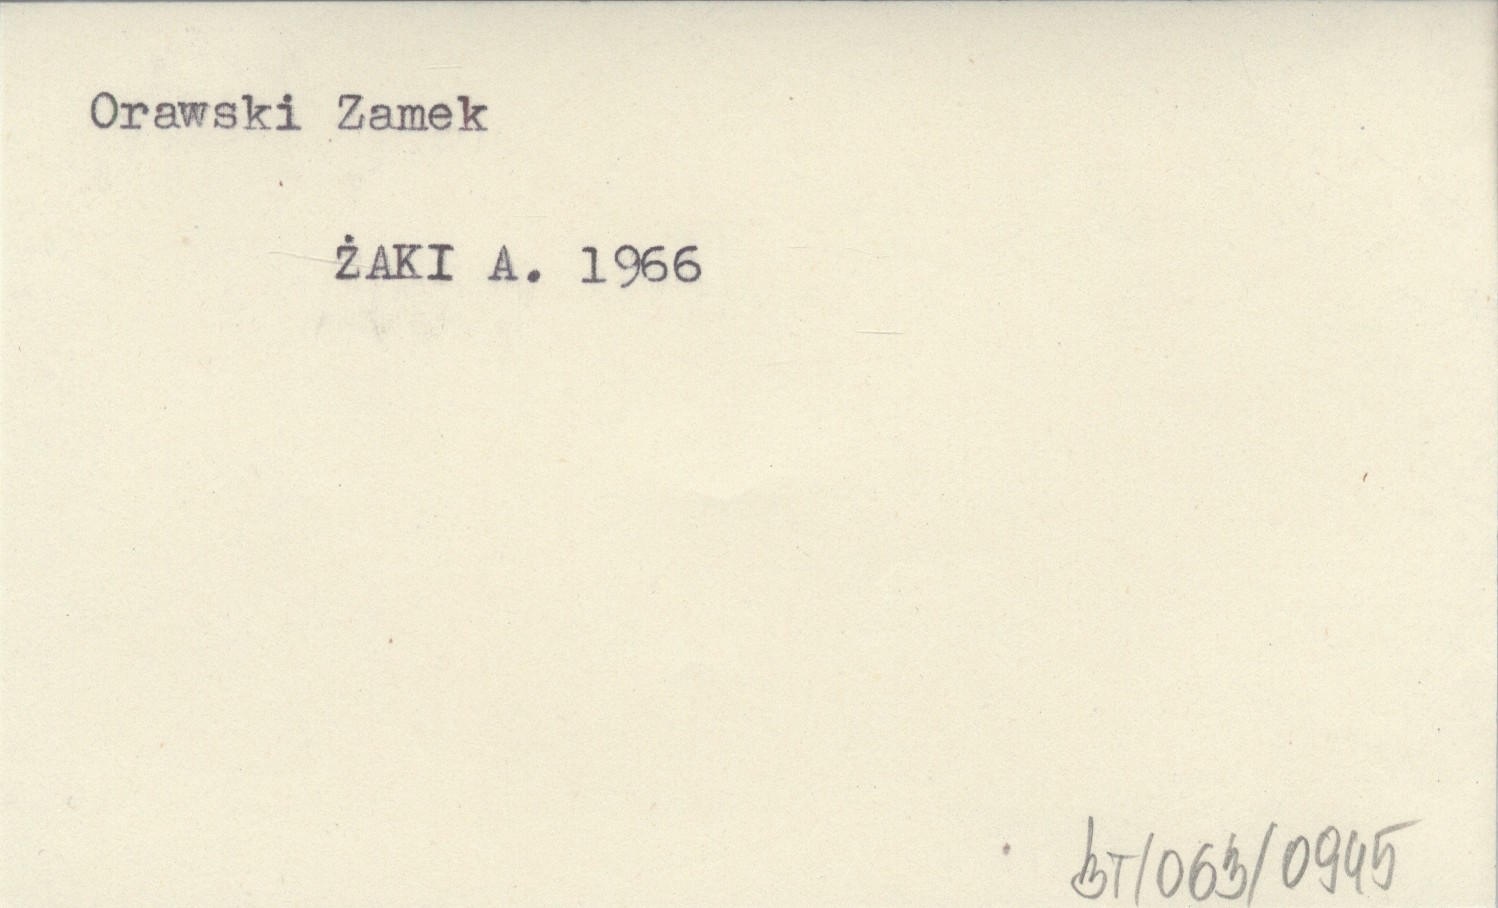 Orawski Zamek
ŻAKI A. 1966
BT/063/0945